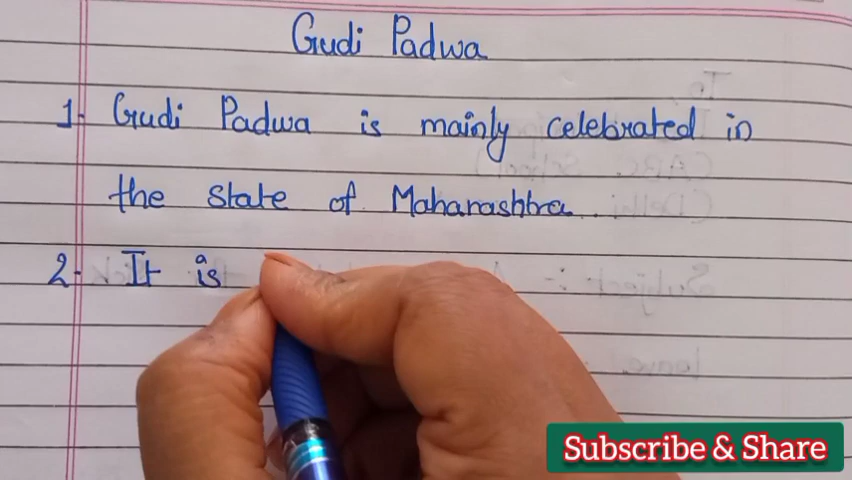 Gudi Padwa
1. Gudi Padwa is mainly celebrated in
the state of Maharashtra.
2. It is
Subscribe & Share